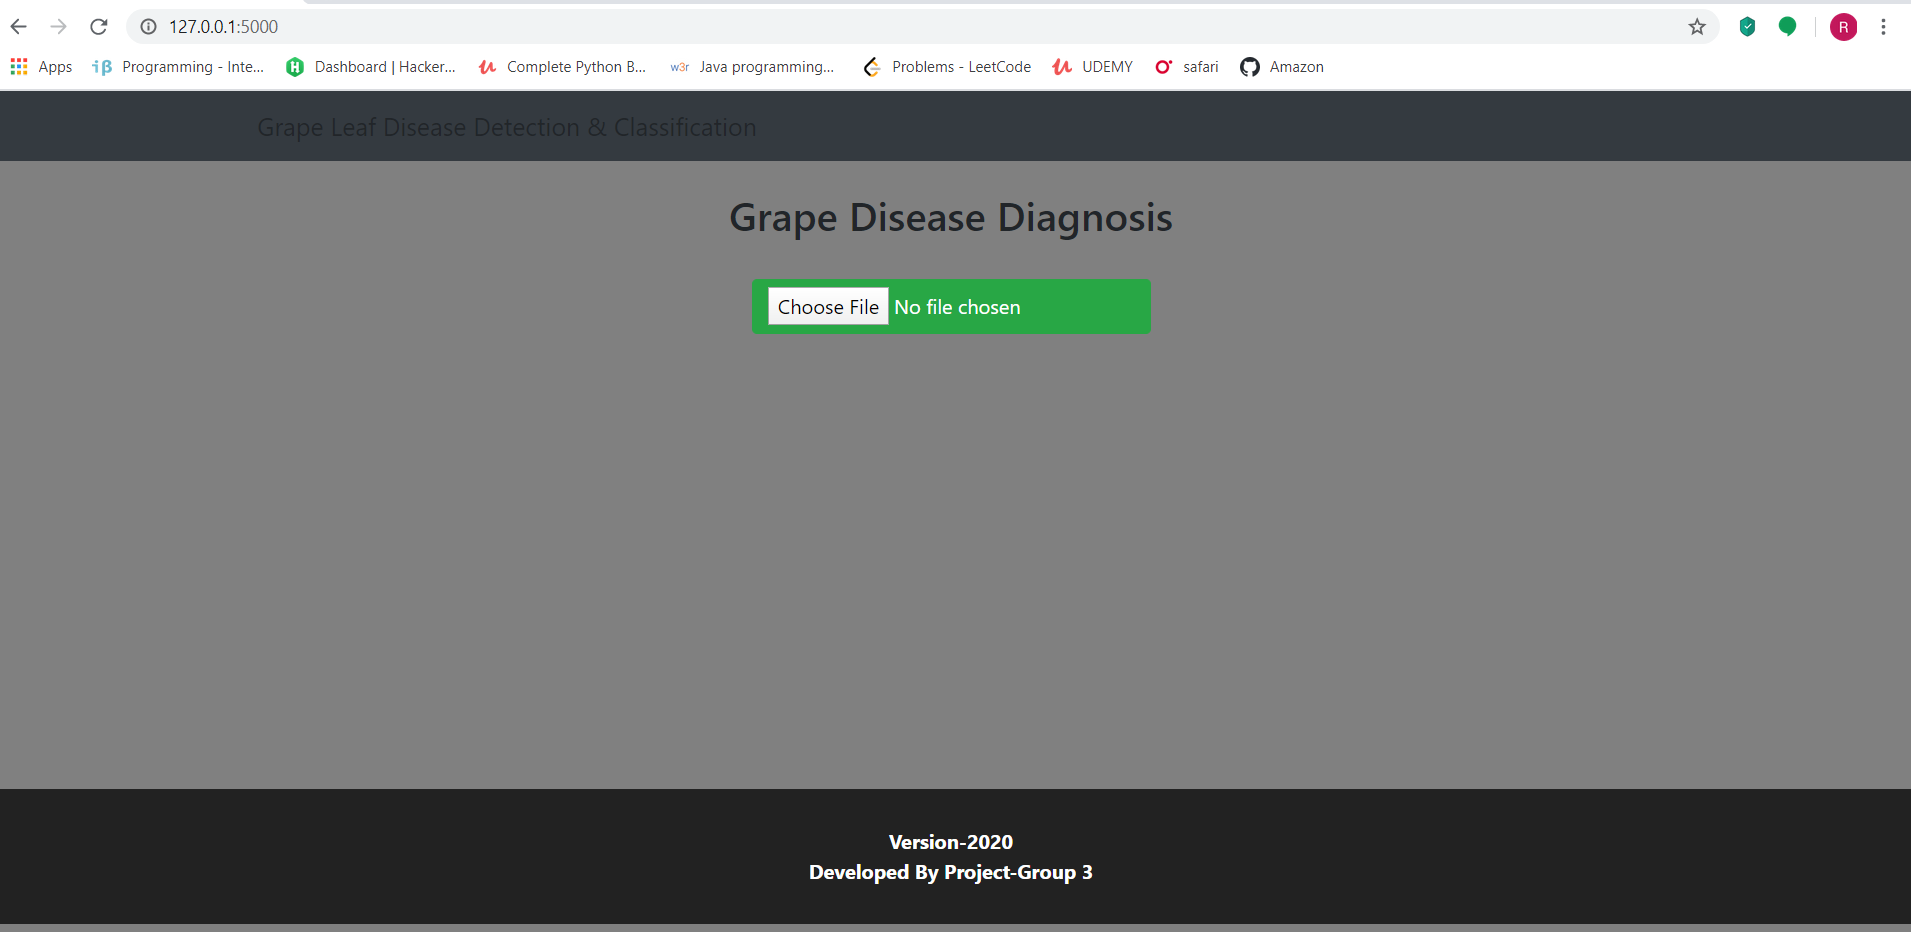 127.0.0.1:5000
R
Apps
iβ Programming - Inte...
H Dashboard | Hacker...
Complete Python B...
w3r Java programming...
Problems - LeetCode
UDEMY
safari
Amazon
Grape Leaf Disease Detection & Classification
Grape Disease Diagnosis
Choose File No file chosen
Version-2020
Developed By Project-Group 3